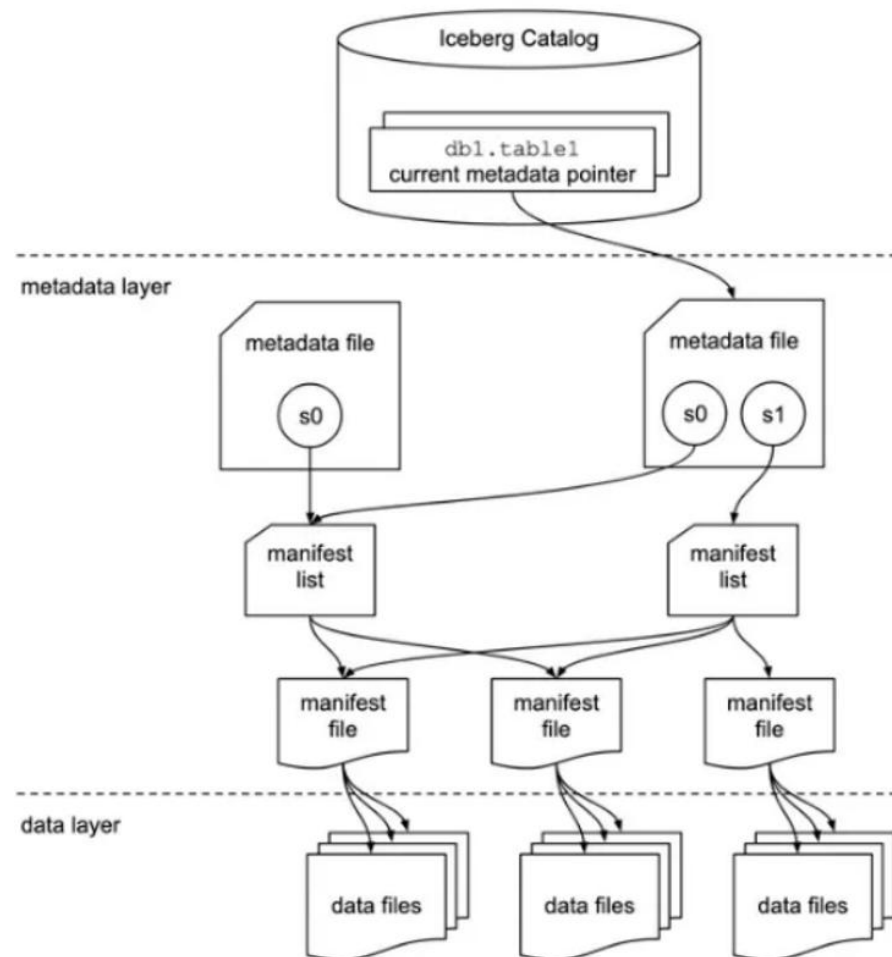 Iceberg Catalog
db1.table1
current metadata pointer
metadata layer
metadata file
s0
metadata file
s0
s1
manifest
list
manifest
list
manifest
file
manifest
file
manifest
file
data layer
data files
data files
data files